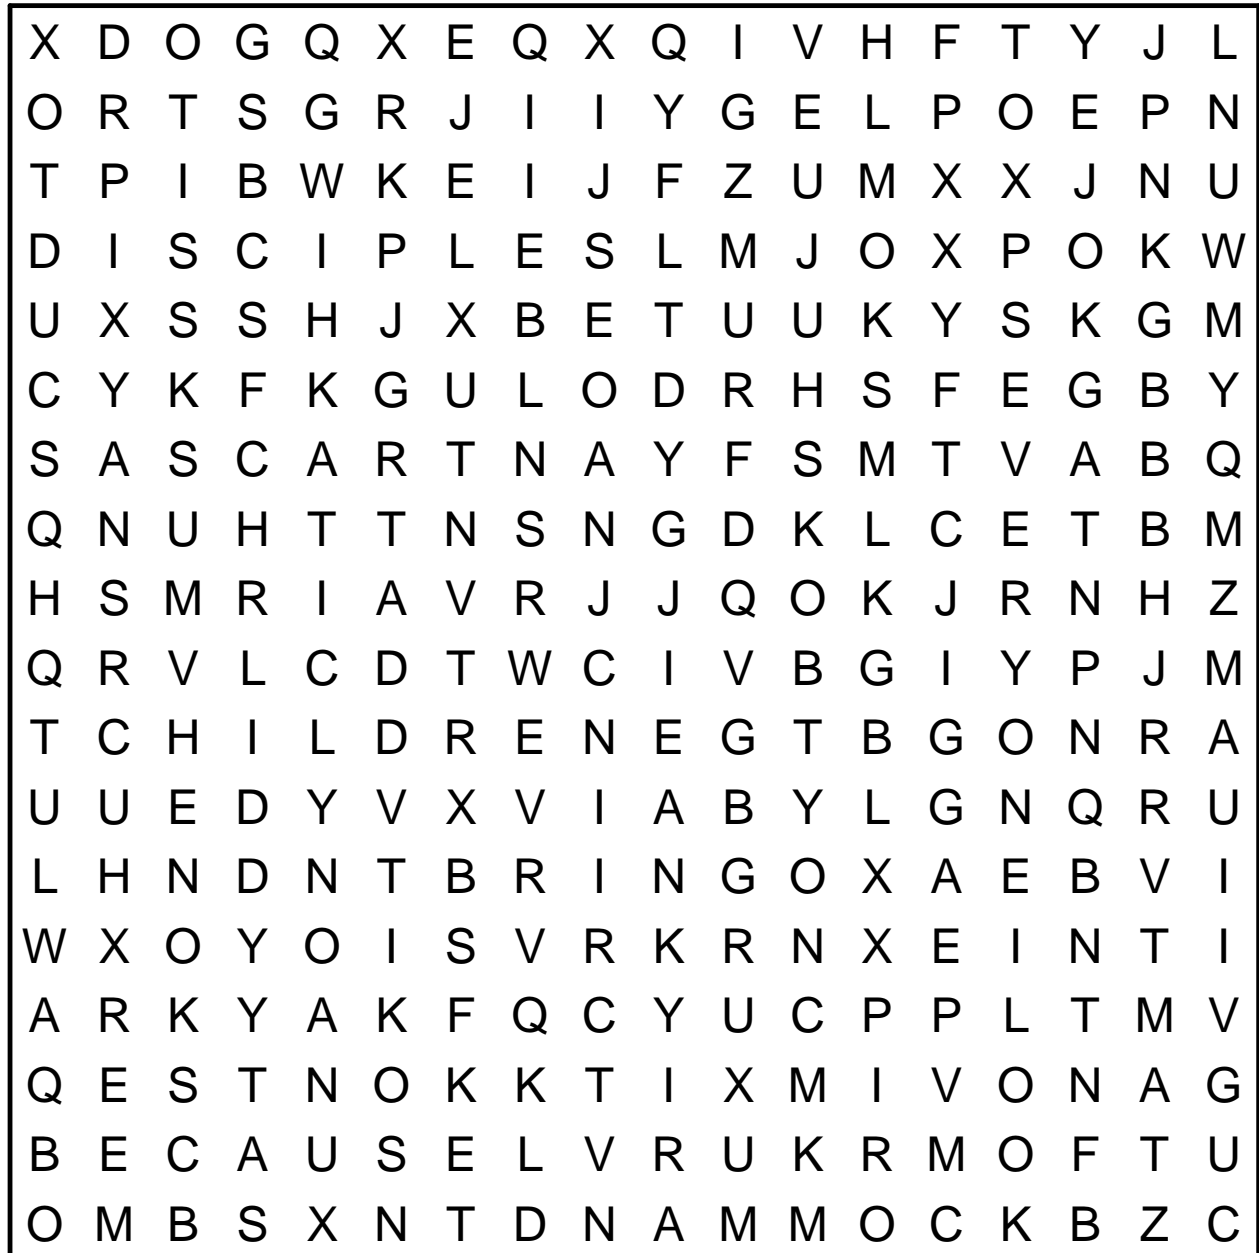 X D O G Q X E Q X Q I V H F T Y J L
O R T S G R J I I Y G E L P O E P N
T P I B W K E I J F Z U M X X J N U
D I S C I P L E S L M J O X P O K W
U X S S H J X B E T U U K Y S K G M
C Y K F K G U L O D R H S F E G B Y
S A S C A R T N A Y F S M T V A B Q
Q N U H T T N S N G D K L C E T B M
H S M R I A V R J J Q O K J R N H Z
Q R V L C D T W C I V B G I Y P J M
T C H I L D R E N E G T B G O N R A
U U E D Y V X V I A B Y L G N Q R U
L H N D N T B R I N G O X A E B V I
W X O Y O I S V R K R N X E I N T I
A R K Y A K F Q C Y U C P P L T M V
Q E S T N O K K T I X M I V O N A G
B E C A U S E L V R U K R M O F T U
O M B S X N T D N A M M O C K B Z C